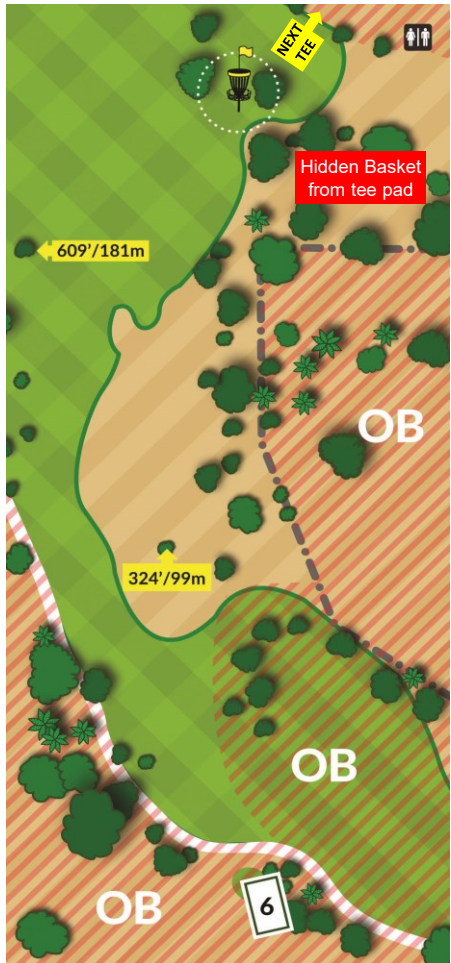 NEXT
TEE
Hidden Basket
from tee pad
609'/181m
OB
324'/99m
OB
OB
6